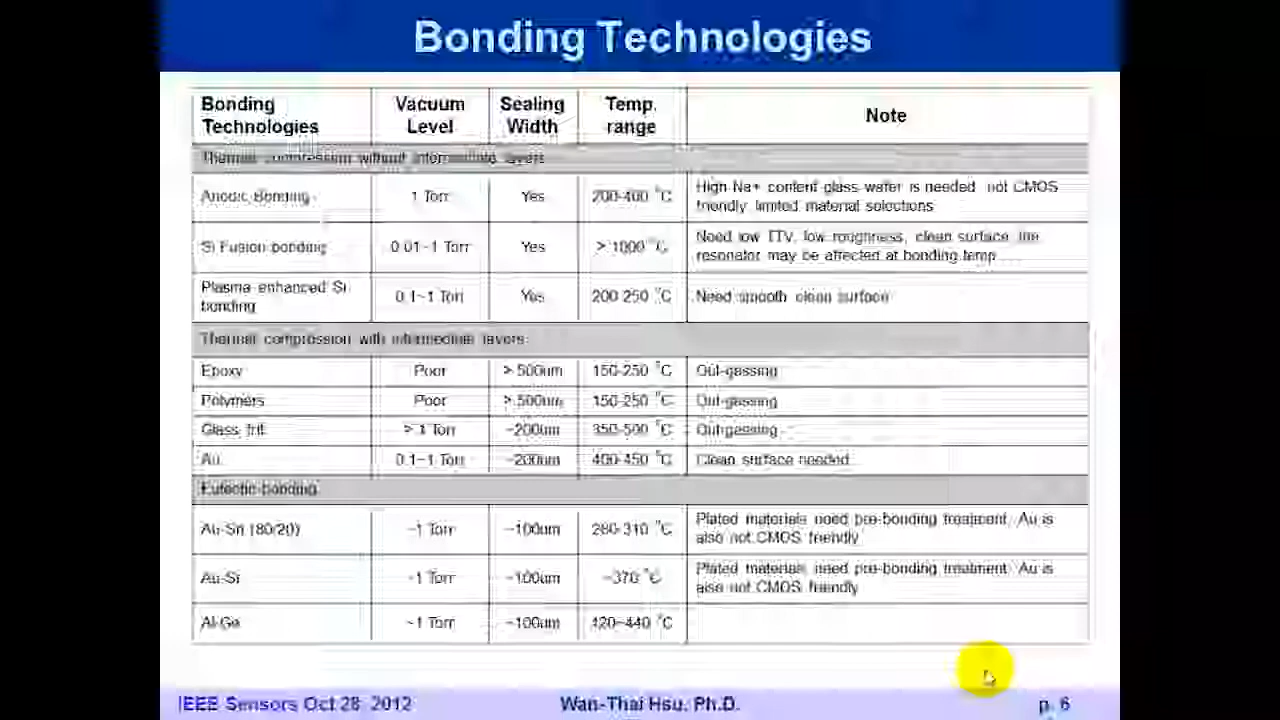 Bonding Technologies
Bonding Technologies | Vacuum Level | Sealing Width | Temp. range | Note
Thermal compression without intermediate layers
Anodic Bonding | 1 Torr | Yes | 200-400 °C | High Na+ content glass wafer is needed not CMOS
friendly limited material selections
Si Fusion bonding | 0.01~1 Torr | Yes | > 1000 °C | Need low TTV, low roughness, clean surface, the
resonator may be affected at bonding temp
Plasma enhanced Si bonding | 0.1~1 Torr | Yes | 200-250 °C | Need smooth clean surface
Thermal compression with intermediate layers
Epoxy | Poor | > 500um | 150-250 °C | Out-gassing
Polymers | Poor | > 500um | 150-250 °C | Out-gassing
Glass frit | > 1 Torr | ~200um | 350-500 °C | Out-gassing
Au | 0.1~1 Torr | ~200um | 400-450 °C | Clean surface needed
Eutectic bonding
Au-Sn (80/20) | ~1 Torr | ~100um | 280-310 °C | Plated materials need pre-bonding treatment, Au is
also not CMOS friendly
Au-Si | ~1 Torr | ~100um | ~370 °C | Plated materials need pre-bonding treatment, Au is
also not CMOS friendly
Al-Ge | ~1 Torr | ~100um | 420~440 °C
IEEE Sensors Oct 28, 2012
Wan-Thai Hsu, Ph.D.
p. 6